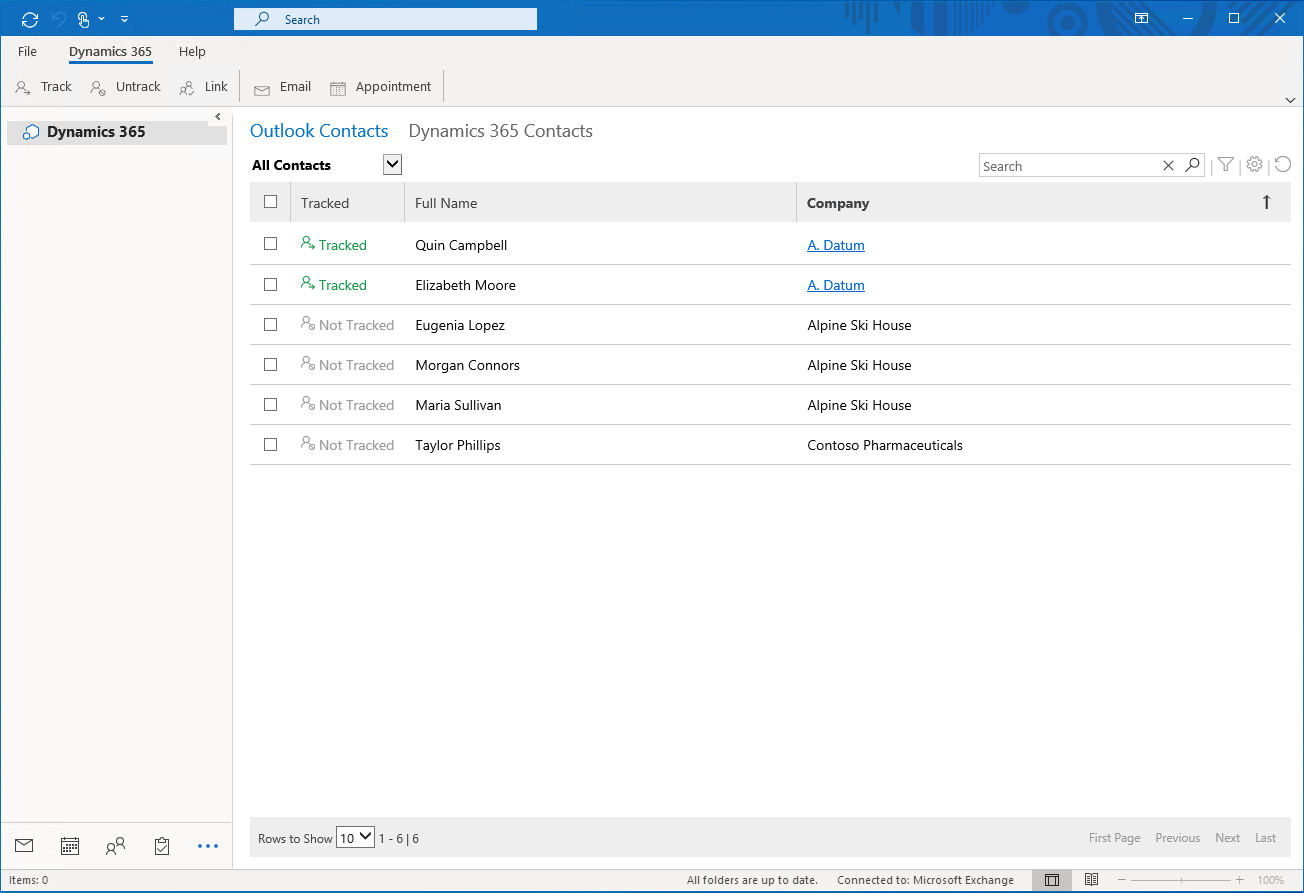 Search
File Dynamics 365 Help
Track Untrack Link Email Appointment
Dynamics 365
Outlook Contacts Dynamics 365 Contacts
All Contacts Search
Tracked Full Name Company
Tracked Quin Campbell A. Datum
Tracked Elizabeth Moore A. Datum
Not Tracked Eugenia Lopez Alpine Ski House
Not Tracked Morgan Connors Alpine Ski House
Not Tracked Maria Sullivan Alpine Ski House
Not Tracked Taylor Phillips Contoso Pharmaceuticals
Rows to Show 10 1 - 6 | 6 First Page Previous Next Last
Items: 0 All folders are up to date. Connected to: Microsoft Exchange 100%